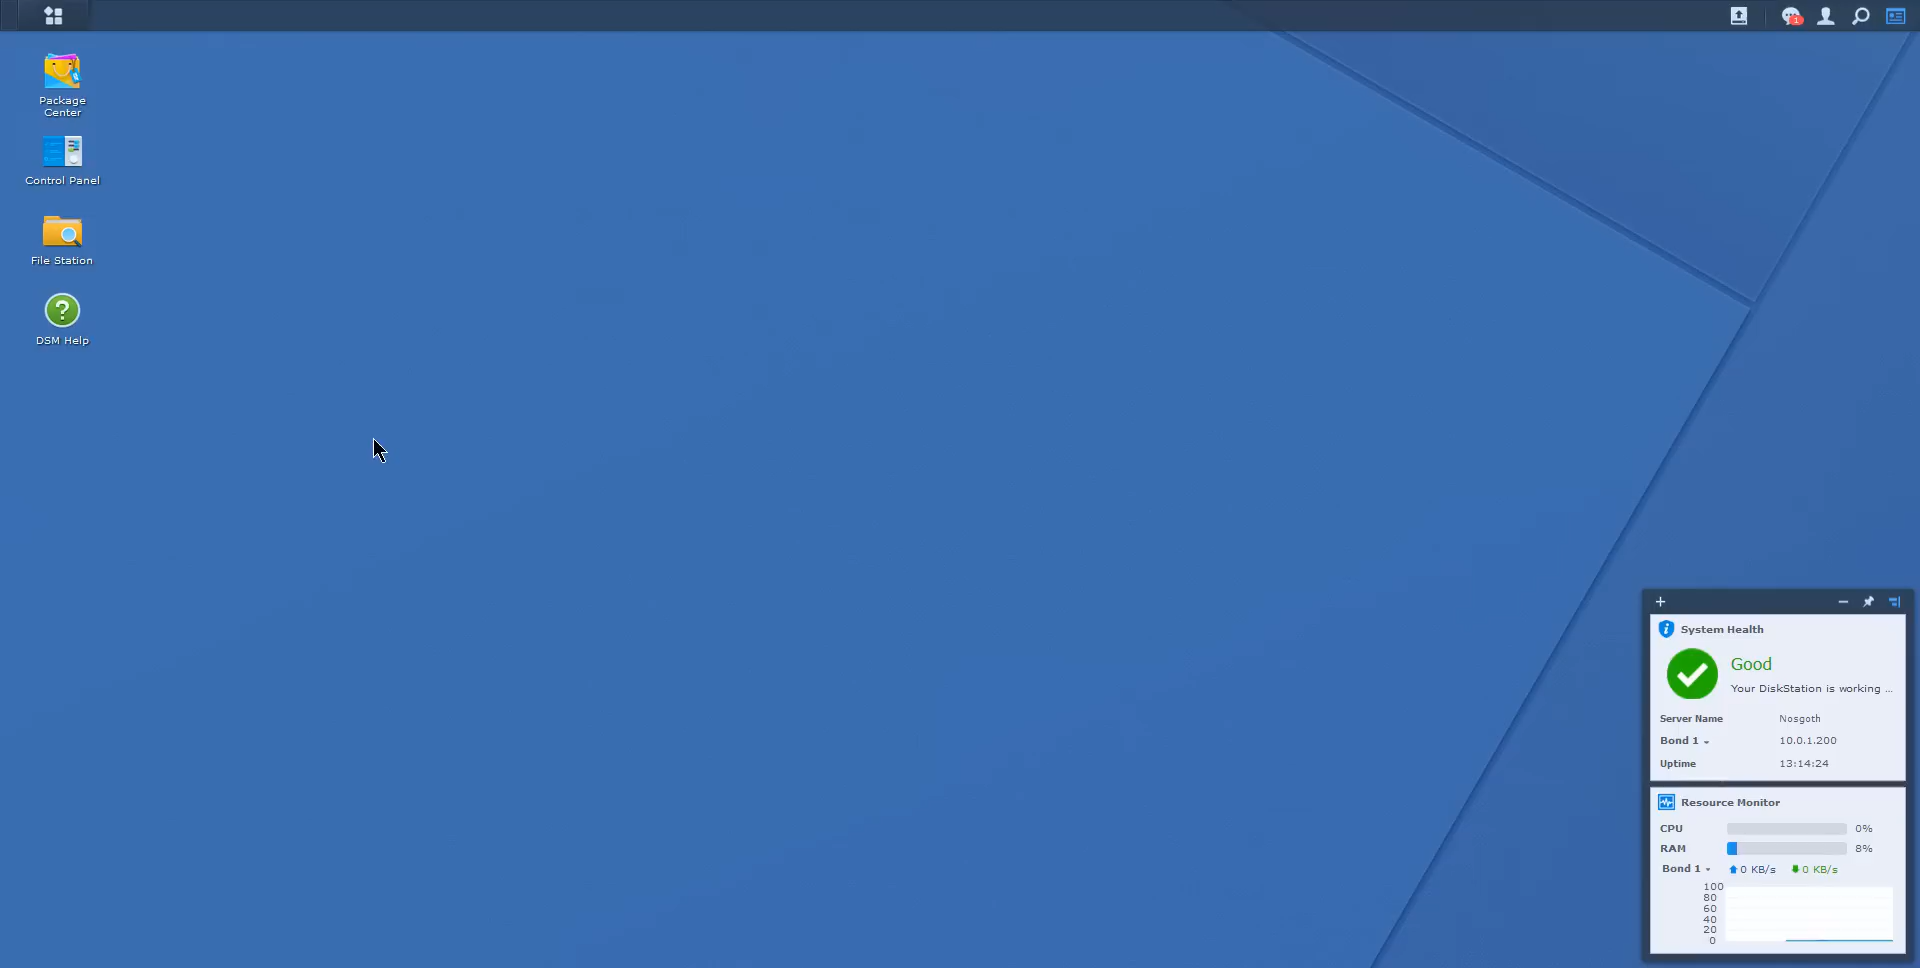 1
Package
Center
Control Panel
File Station
DSM Help
System Health
Good
Your DiskStation is working ...
Server Name Nosgoth
Bond 1 10.0.1.200
Uptime 13:14:24
Resource Monitor
CPU 0%
RAM 8%
Bond 1 0 KB/s 0 KB/s
100
80
60
40
20
0